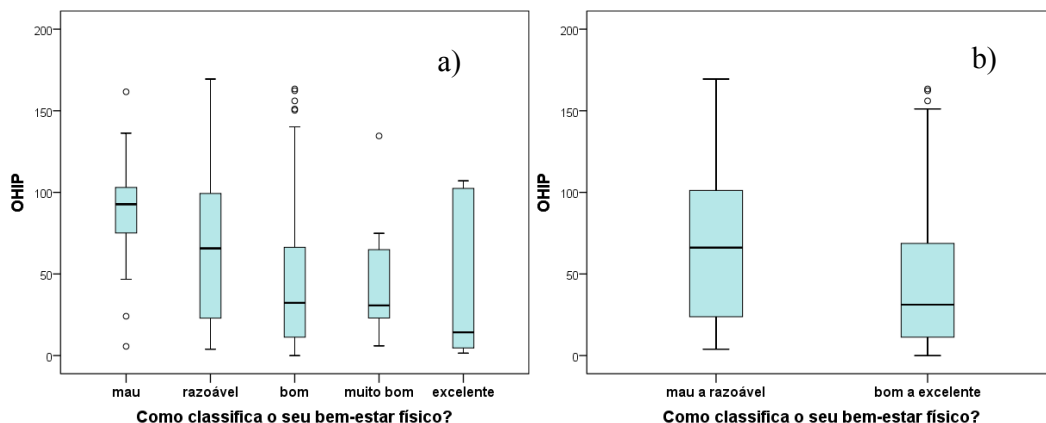 a)
OHIP
200
150
100
50
0
mau razoável bom muito bom excelente
Como classifica o seu bem-estar físico?
b)
OHIP
200
150
100
50
0
mau a razoável bom a excelente
Como classifica o seu bem-estar físico?